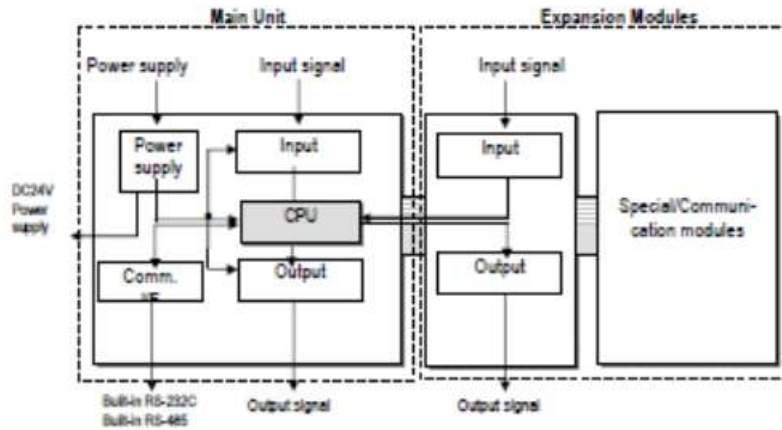 Main Unit
Expansion Modules
Power supply
Input signal
Input signal
Power
supply
Input
Input
DC24V
Power
supply
CPU
Special/Communi-
cation modules
Comm.
Output
Output
Built-in RS-232C
Built-in RS-485
Output signal
Output signal